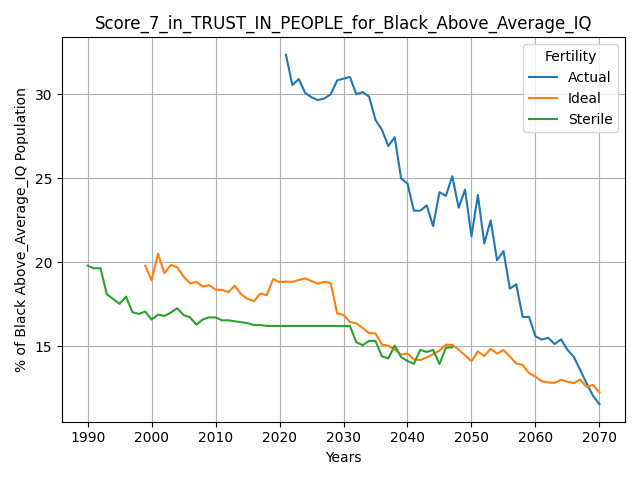 Score_7_in_TRUST_IN_PEOPLE_for_Black_Above_Average_IQ
% of Black Above_Average_IQ Population
30
25
20
15
Fertility
Actual
Ideal
Sterile
1990 2000 2010 2020 2030 2040 2050 2060 2070
Years